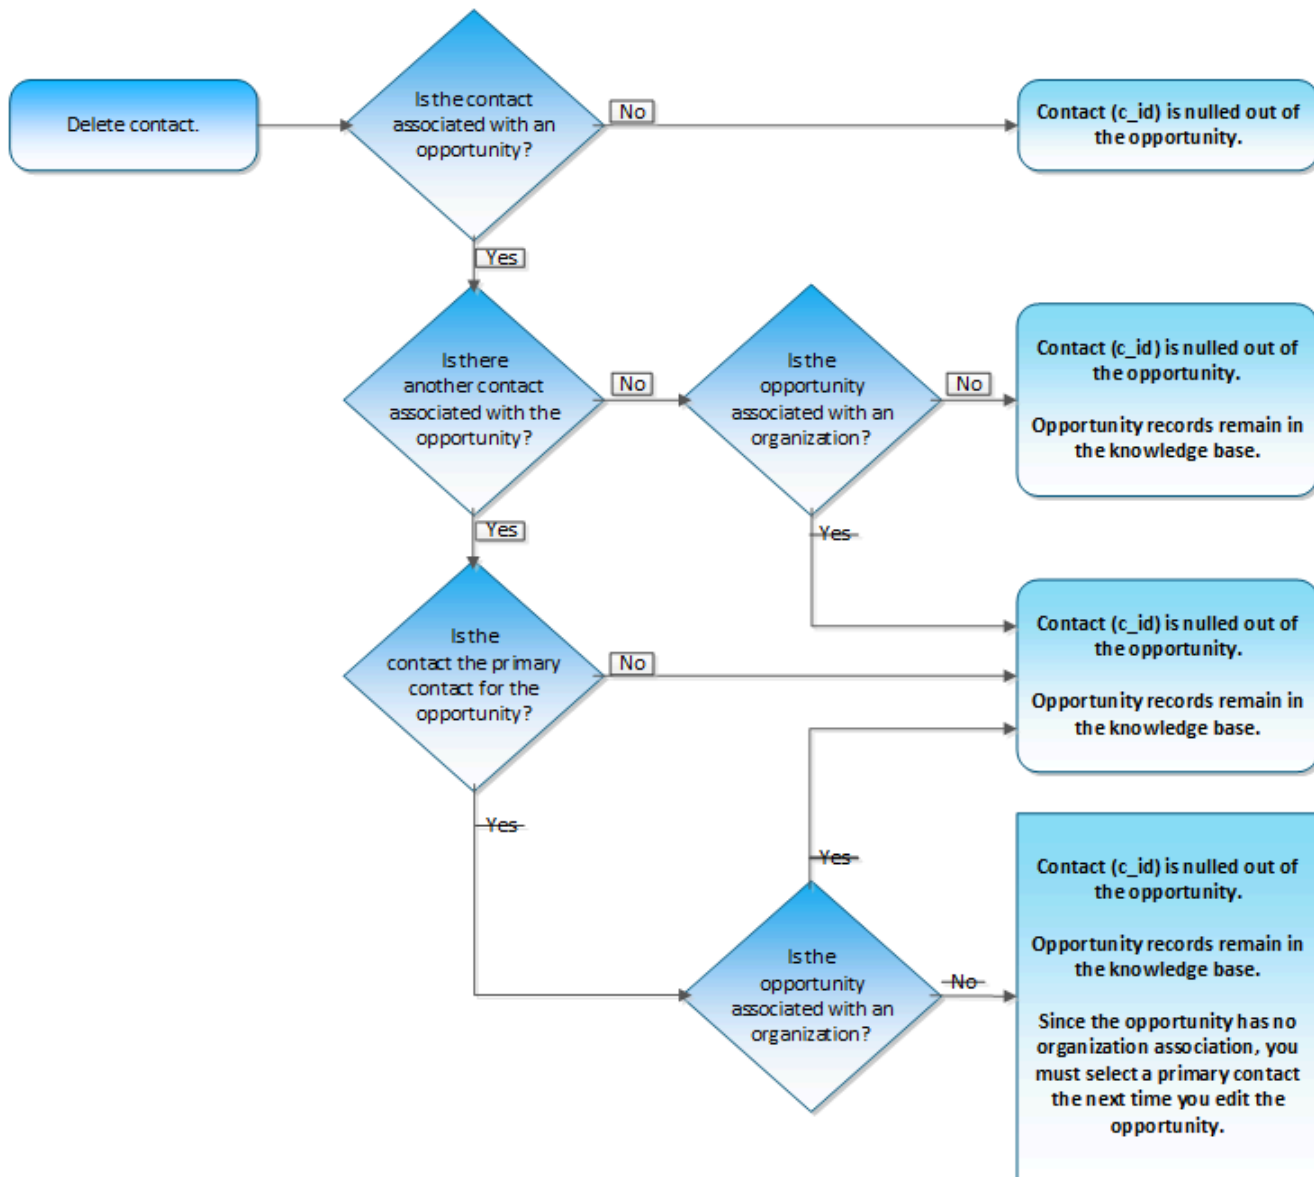 Delete contact.
Is the contact
associated with an
opportunity?
No
Contact (c_id) is nulled out of
the opportunity.
Yes
Is there
another contact
associated with the
opportunity?
No
Is the
opportunity
associated with an
organization?
No
Contact (c_id) is nulled out of
the opportunity.
Opportunity records remain in
the knowledge base.
Yes
Yes
Is the
contact the primary
contact for the
opportunity?
No
Contact (c_id) is nulled out of
the opportunity.
Opportunity records remain in
the knowledge base.
Yes
Yes
Is the
opportunity
associated with an
organization?
No
Contact (c_id) is nulled out of
the opportunity.
Opportunity records remain in
the knowledge base.
Since the opportunity has no
organization association, you
must select a primary contact
the next time you edit the
opportunity.